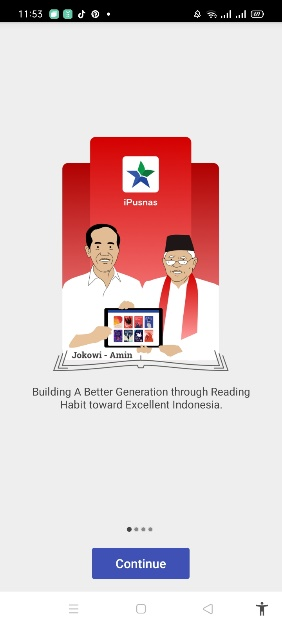 11:53
iPusnas
Jokowi - Amin
Building A Better Generation through Reading
Habit toward Excellent Indonesia.
Continue